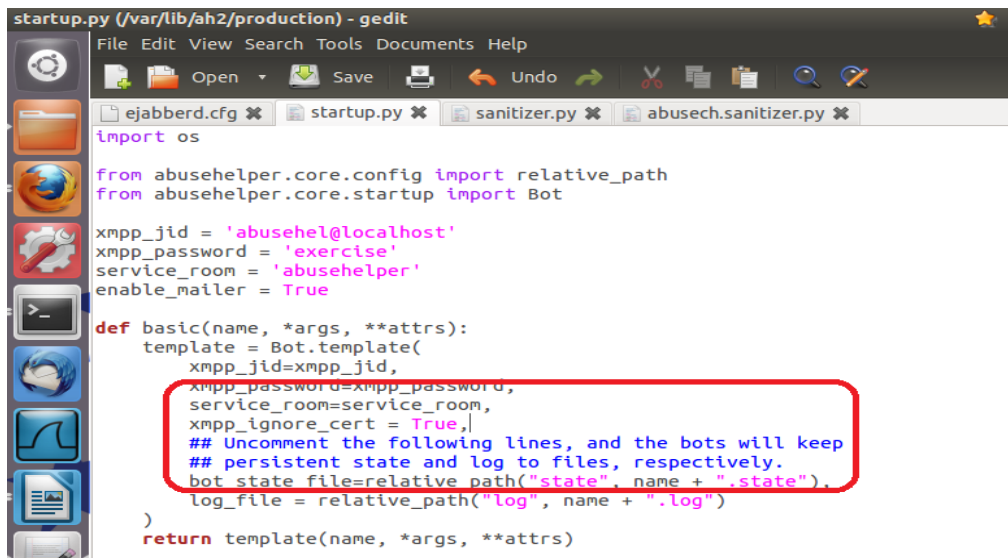 startup.py (/var/lib/ah2/production) - gedit
File Edit View Search Tools Documents Help
Open Save Undo
ejabberd.cfg startup.py sanitizer.py abusech.sanitizer.py
import os
from abusehelper.core.config import relative_path
from abusehelper.core.startup import Bot
xmpp_jid = 'abusehel@localhost'
xmpp_password = 'exercise'
service_room = 'abusehelper'
enable_mailer = True
def basic(name, *args, **attrs):
template = Bot.template(
xmpp_jid=xmpp_jid,
xmpp_password=xmpp_password,
service_room=service_room,
xmpp_ignore_cert = True,
## Uncomment the following lines, and the bots will keep
## persistent state and log to files, respectively.
bot_state_file=relative_path("state", name + ".state"),
log_file = relative_path("log", name + ".log")
)
return template(name, *args, **attrs)